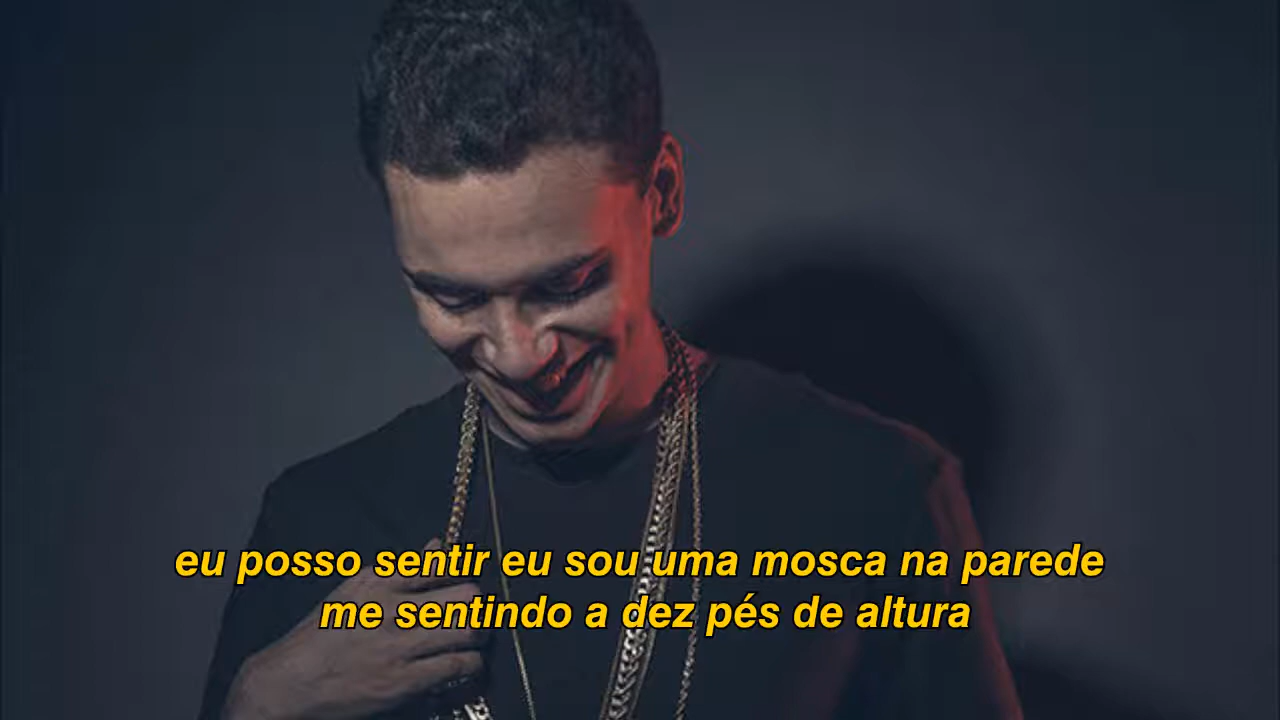 eu posso sentir eu sou uma mosca na parede
me sentindo a dez pés de altura